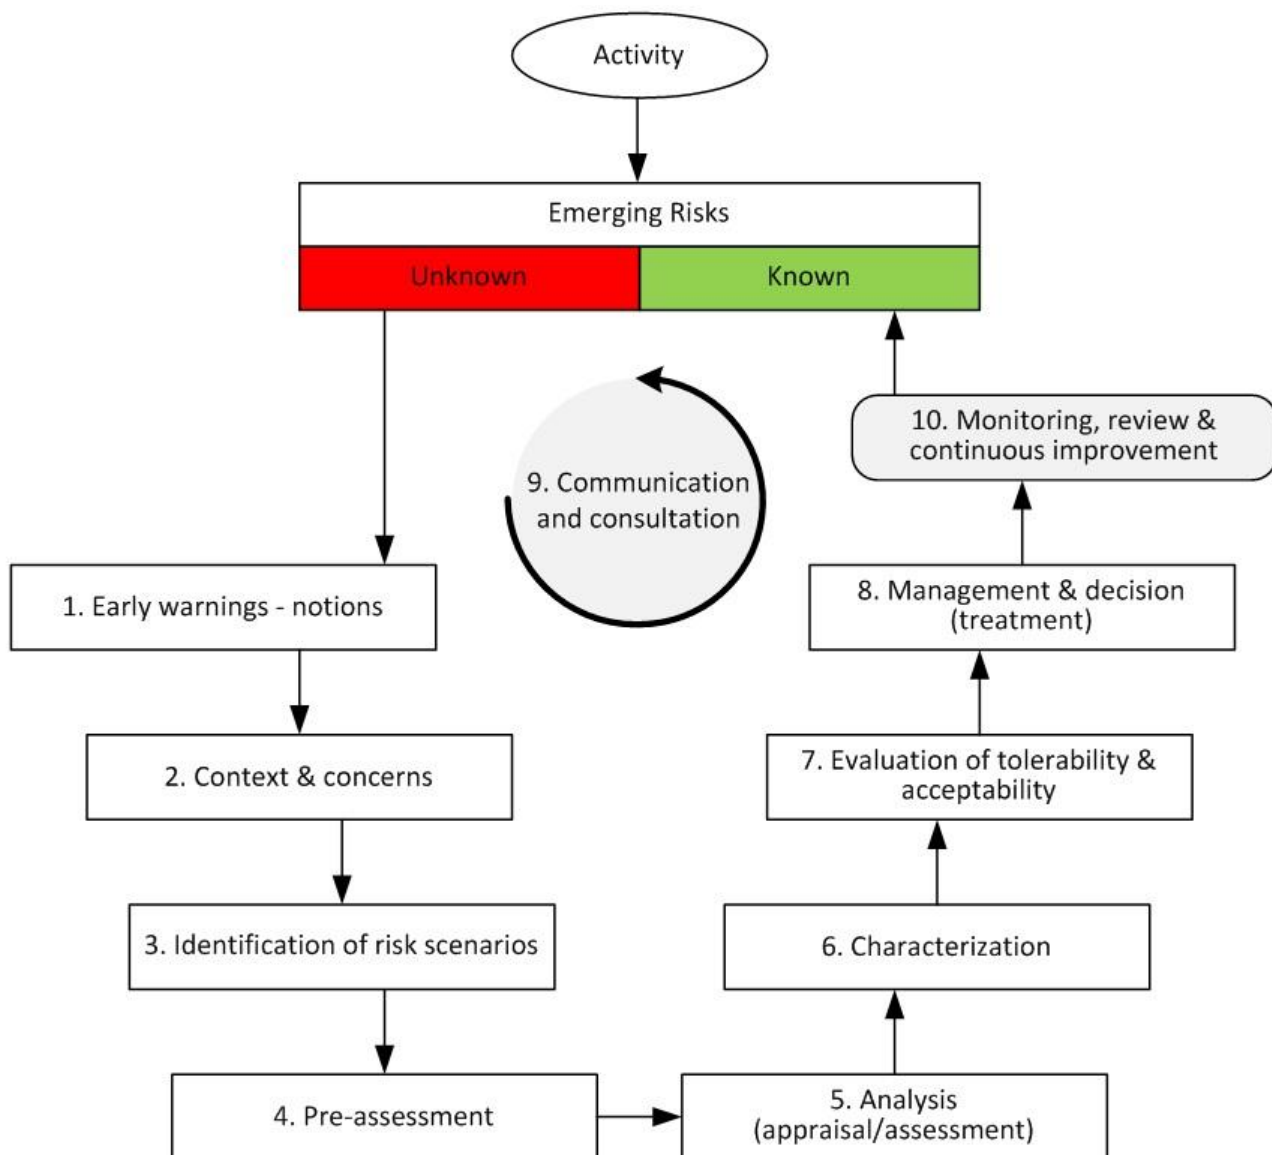 Activity
Emerging Risks
Unknown
Known
10. Monitoring, review &
continuous improvement
9. Communication
and consultation
1. Early warnings - notions
8. Management & decision
(treatment)
2. Context & concerns
7. Evaluation of tolerability &
acceptability
3. Identification of risk scenarios
6. Characterization
4. Pre-assessment
5. Analysis
(appraisal/assessment)